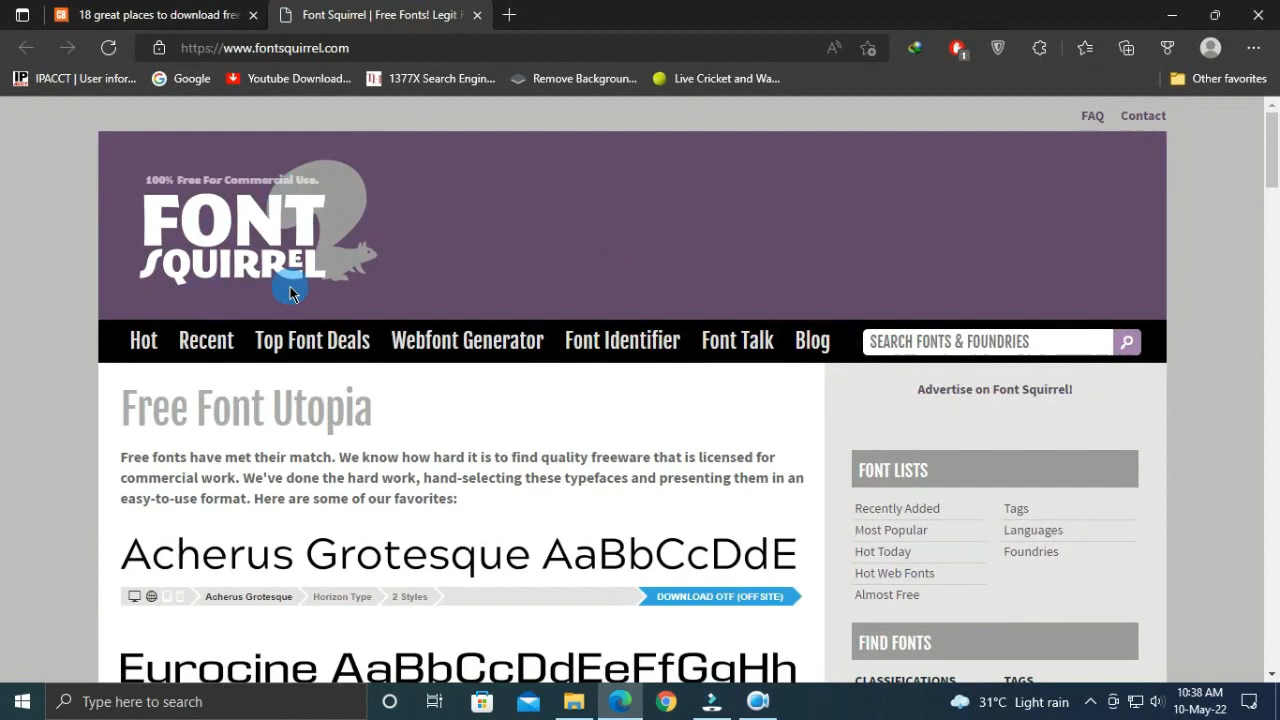 18 great places to download free
Font Squirrel | Free Fonts! Legit F
https://www.fontsquirrel.com
1
IPACCT | User infor...
Google
Youtube Download...
1377X Search Engin...
Remove Backgroun...
Live Cricket and Wa...
Other favorites
FAQ
Contact
100% Free For Commercial Use.
FONT
SQUIRREL
Hot
Recent
Top Font Deals
Webfont Generator
Font Identifier
Font Talk
Blog
SEARCH FONTS & FOUNDRIES
Free Font Utopia
Free fonts have met their match. We know how hard it is to find quality freeware that is licensed for
commercial work. We've done the hard work, hand-selecting these typefaces and presenting them in an
easy-to-use format. Here are some of our favorites:
Acherus Grotesque AaBbCcDdE
Acherus Grotesque
Horizon Type
2 Styles
DOWNLOAD OTF (OFFSITE)
Eurocine AaBbCcDdEeFfGgHh
Advertise on Font Squirrel!
FONT LISTS
Recently Added
Tags
Most Popular
Languages
Hot Today
Foundries
Hot Web Fonts
Almost Free
FIND FONTS
CLASSIFICATIONS
TAGS
Type here to search
31°C Light rain
10:38 AM
10-May-22